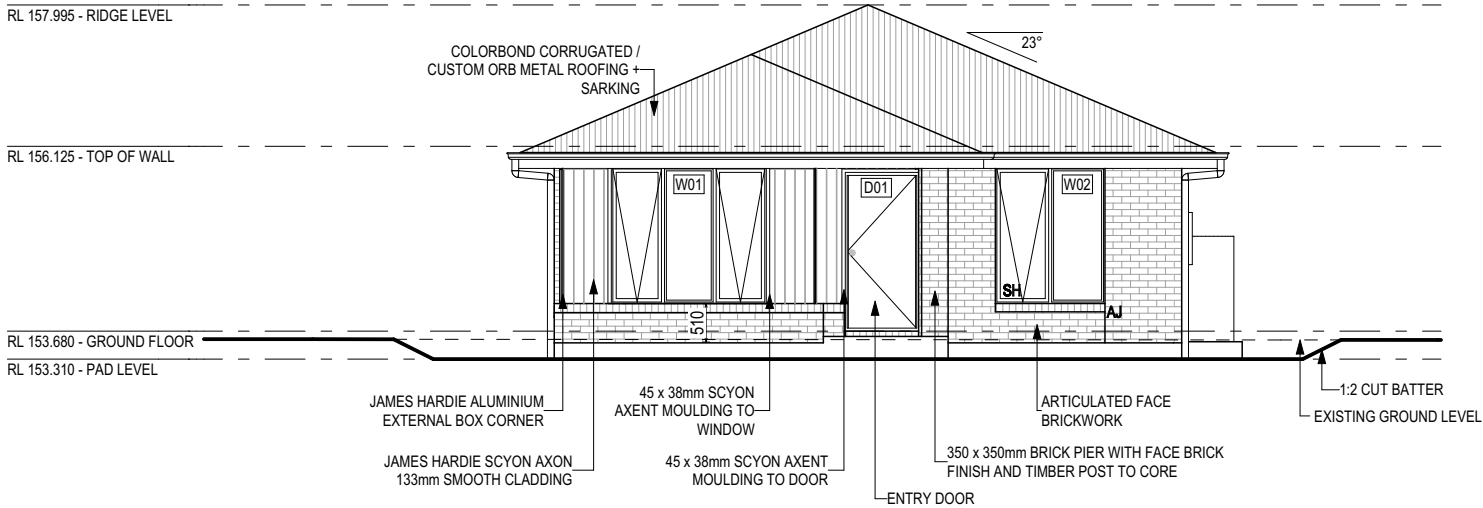 RL 157.995 - RIDGE LEVEL
23°
COLORBOND CORRUGATED /
CUSTOM ORB METAL ROOFING +
SARKING
RL 156.125 - TOP OF WALL
W01
D01
W02
SH
AJ
510
RL 153.680 - GROUND FLOOR
RL 153.310 - PAD LEVEL
JAMES HARDIE ALUMINIUM
EXTERNAL BOX CORNER
45 x 38mm SCYON
AXENT MOULDING TO
WINDOW
ARTICULATED FACE
BRICKWORK
1:2 CUT BATTER
EXISTING GROUND LEVEL
JAMES HARDIE SCYON AXON
133mm SMOOTH CLADDING
45 x 38mm SCYON AXENT
MOULDING TO DOOR
350 x 350mm BRICK PIER WITH FACE BRICK
FINISH AND TIMBER POST TO CORE
ENTRY DOOR